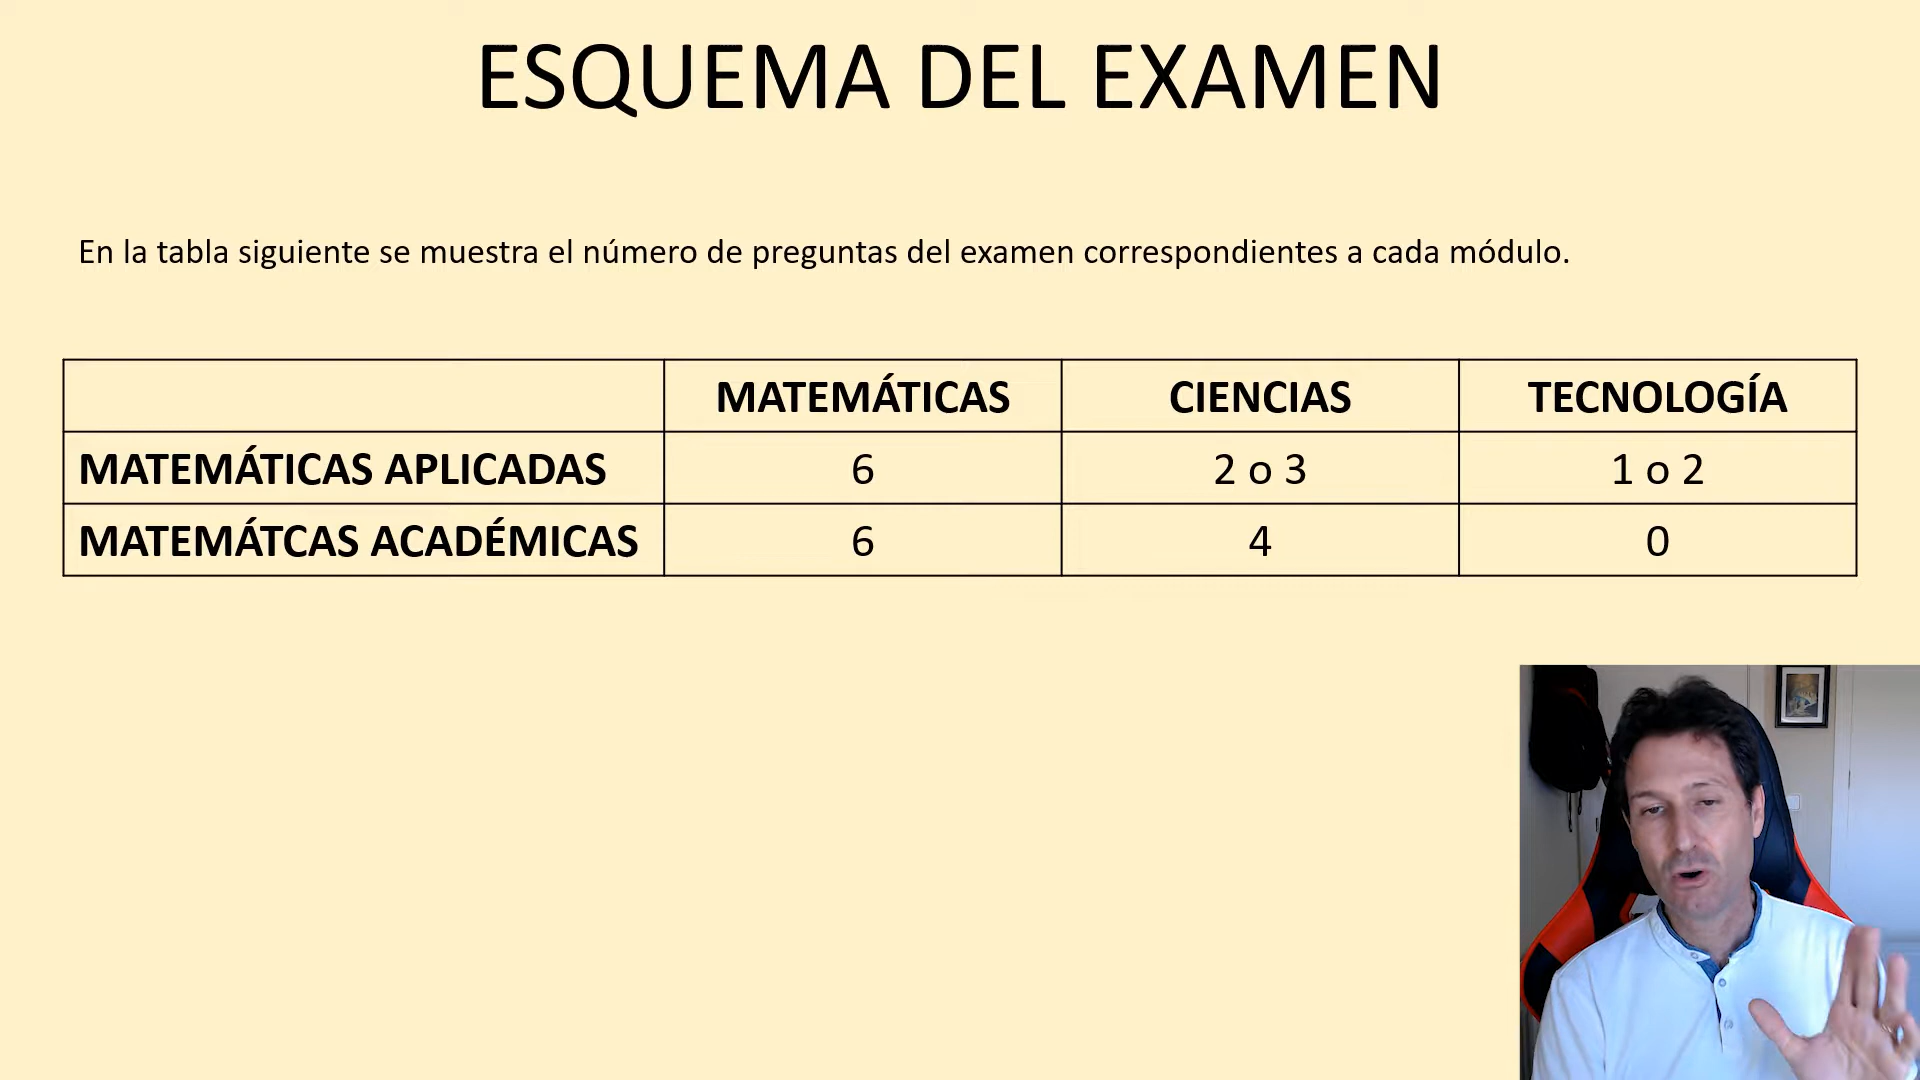 ESQUEMA DEL EXAMEN
En la tabla siguiente se muestra el número de preguntas del examen correspondientes a cada módulo.
MATEMÁTICAS CIENCIAS TECNOLOGÍA
MATEMÁTICAS APLICADAS 6 2 o 3 1 o 2
MATEMÁTCAS ACADÉMICAS 6 4 0